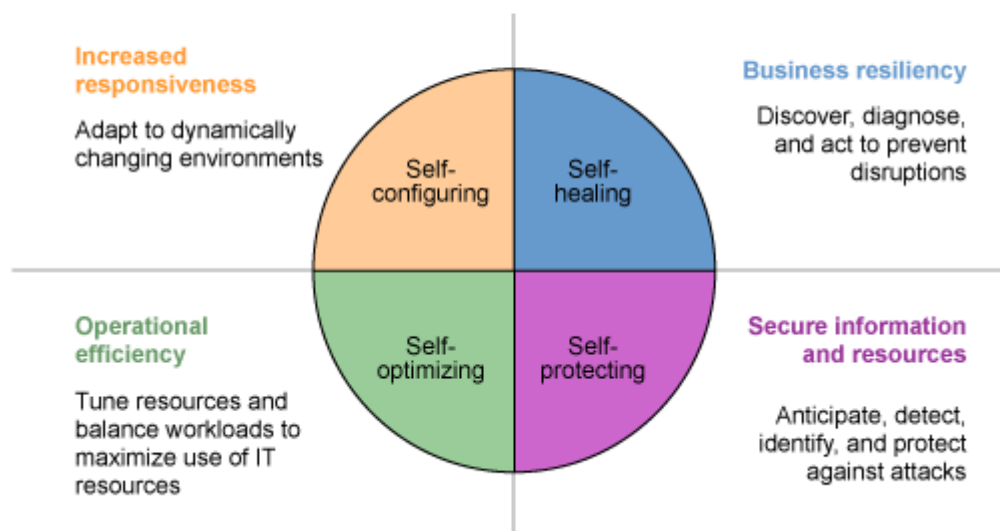 Increased
responsiveness
Adapt to dynamically
changing environments
Self-
configuring
Self-
healing
Business resiliency
Discover, diagnose,
and act to prevent
disruptions
Operational
efficiency
Tune resources and
balance workloads to
maximize use of IT
resources
Self-
optimizing
Self-
protecting
Secure information
and resources
Anticipate, detect,
identify, and protect
against attacks